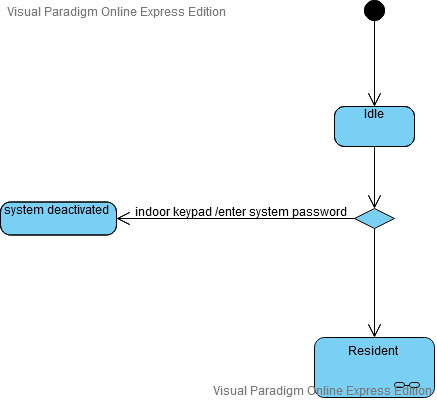 Visual Paradigm Online Express Edition
Idle
system deactivated
indoor keypad /enter system password
Resident
Visual Paradigm Online Express Edition